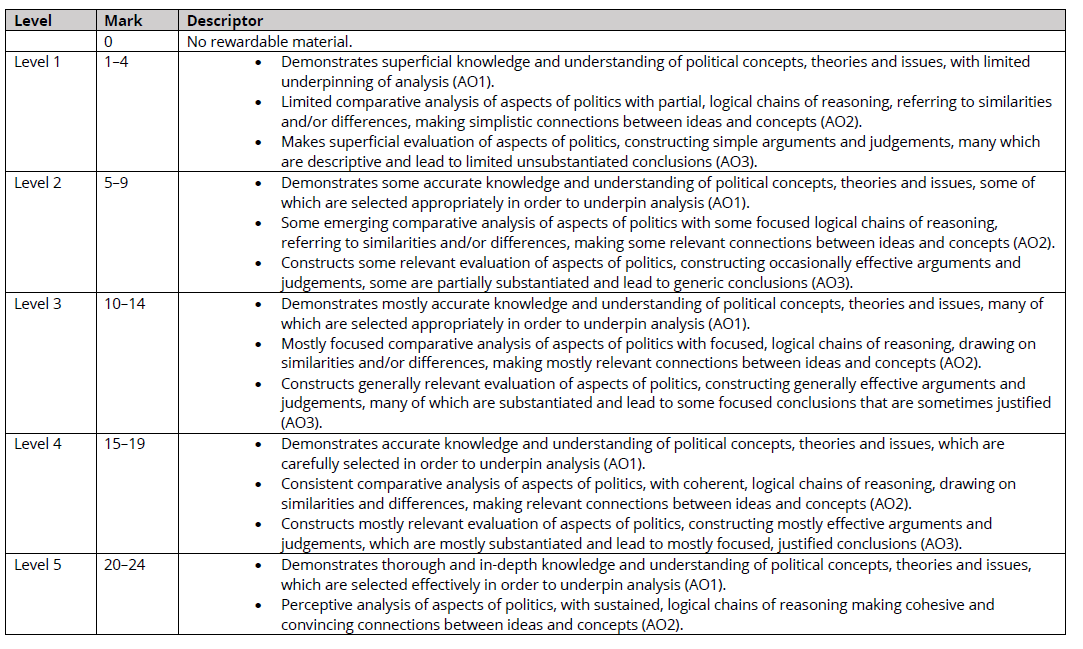 Level Mark Descriptor
0 No rewardable material.
Level 1 1–4 • Demonstrates superficial knowledge and understanding of political concepts, theories and issues, with limited
underpinning of analysis (AO1).
• Limited comparative analysis of aspects of politics with partial, logical chains of reasoning, referring to similarities
and/or differences, making simplistic connections between ideas and concepts (AO2).
• Makes superficial evaluation of aspects of politics, constructing simple arguments and judgements, many which
are descriptive and lead to limited unsubstantiated conclusions (AO3).
Level 2 5–9 • Demonstrates some accurate knowledge and understanding of political concepts, theories and issues, some of
which are selected appropriately in order to underpin analysis (AO1).
• Some emerging comparative analysis of aspects of politics with some focused logical chains of reasoning,
referring to similarities and/or differences, making some relevant connections between ideas and concepts (AO2).
• Constructs some relevant evaluation of aspects of politics, constructing occasionally effective arguments and
judgements, some are partially substantiated and lead to generic conclusions (AO3).
Level 3 10–14 • Demonstrates mostly accurate knowledge and understanding of political concepts, theories and issues, many of
which are selected appropriately in order to underpin analysis (AO1).
• Mostly focused comparative analysis of aspects of politics with focused, logical chains of reasoning, drawing on
similarities and/or differences, making mostly relevant connections between ideas and concepts (AO2).
• Constructs generally relevant evaluation of aspects of politics, constructing generally effective arguments and
judgements, many of which are substantiated and lead to some focused conclusions that are sometimes justified
(AO3).
Level 4 15–19 • Demonstrates accurate knowledge and understanding of political concepts, theories and issues, which are
carefully selected in order to underpin analysis (AO1).
• Consistent comparative analysis of aspects of politics, with coherent, logical chains of reasoning, drawing on
similarities and differences, making relevant connections between ideas and concepts (AO2).
• Constructs mostly relevant evaluation of aspects of politics, constructing mostly effective arguments and
judgements, which are mostly substantiated and lead to mostly focused, justified conclusions (AO3).
Level 5 20–24 • Demonstrates thorough and in-depth knowledge and understanding of political concepts, theories and issues,
which are selected effectively in order to underpin analysis (AO1).
• Perceptive analysis of aspects of politics, with sustained, logical chains of reasoning making cohesive and
convincing connections between ideas and concepts (AO2).